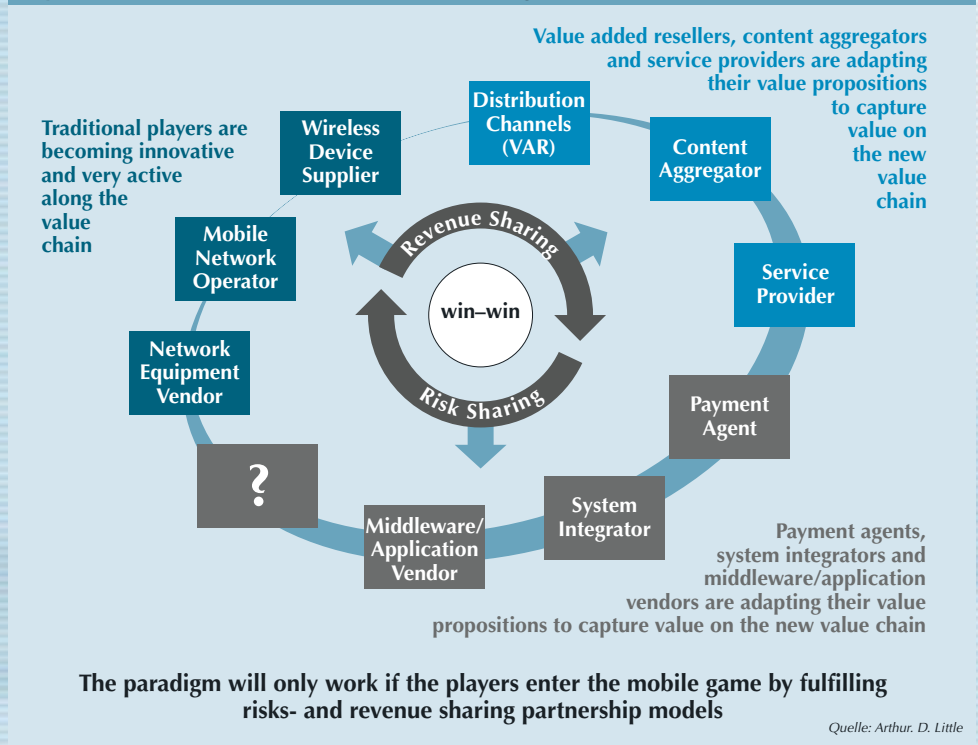 Value added resellers, content aggregators
and service providers are adapting
their value propositions
to capture
value on
the new
value
chain
Traditional players are
becoming innovative
and very active
along the
value
chain
Distribution
Channels
(VAR)
Wireless
Device
Supplier
Content
Aggregator
Mobile
Network
Operator
Revenue Sharing
Service
Provider
win–win
Network
Equipment
Vendor
Risk Sharing
Payment
Agent
?
System
Integrator
Middleware/
Application
Vendor
Payment agents,
system integrators and
middleware/application
vendors are adapting their value
propositions to capture value on the new value chain
The paradigm will only work if the players enter the mobile game by fulfilling
risks- and revenue sharing partnership models
Quelle: Arthur. D. Little